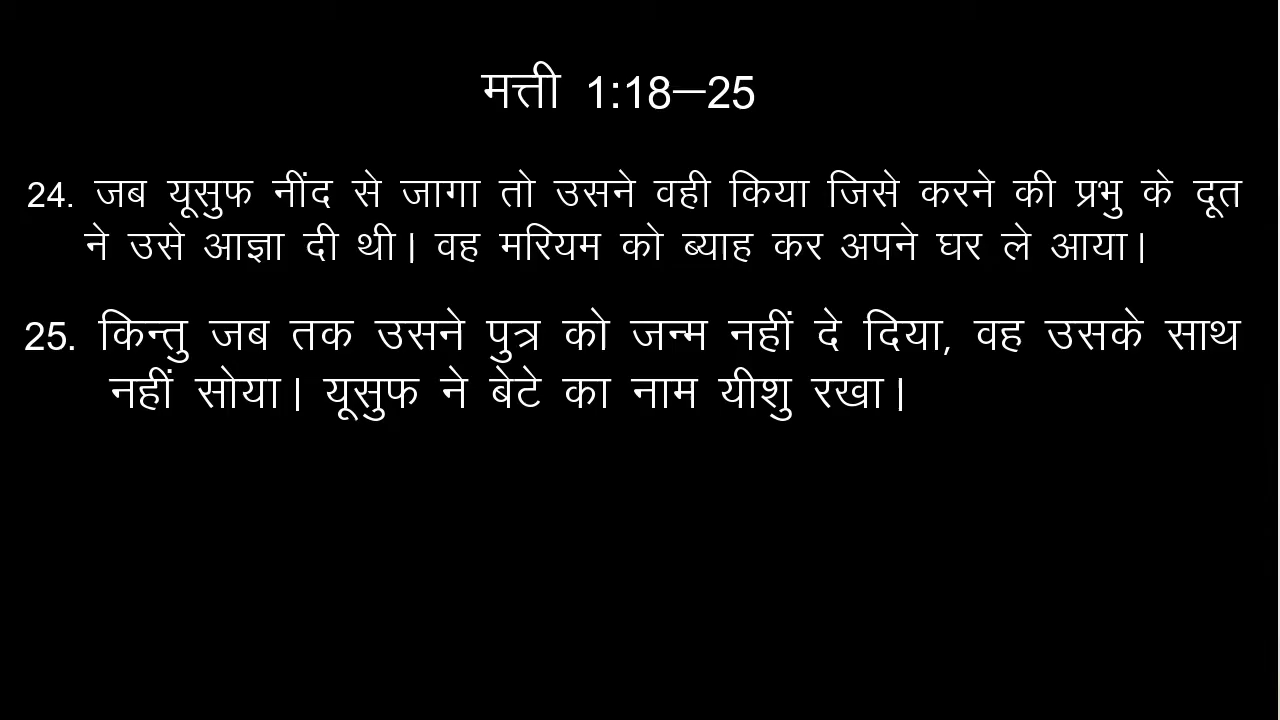 मत्ती 1:18–25
24. जब यूसुफ नींद से जागा तो उसने वही किया जिसे करने की प्रभु के दूत
ने उसे आज्ञा दी थी। वह मरियम को ब्याह कर अपने घर ले आया।
25. किन्तु जब तक उसने पुत्र को जन्म नहीं दे दिया, वह उसके साथ
नहीं सोया। यूसुफ ने बेटे का नाम यीशु रखा।